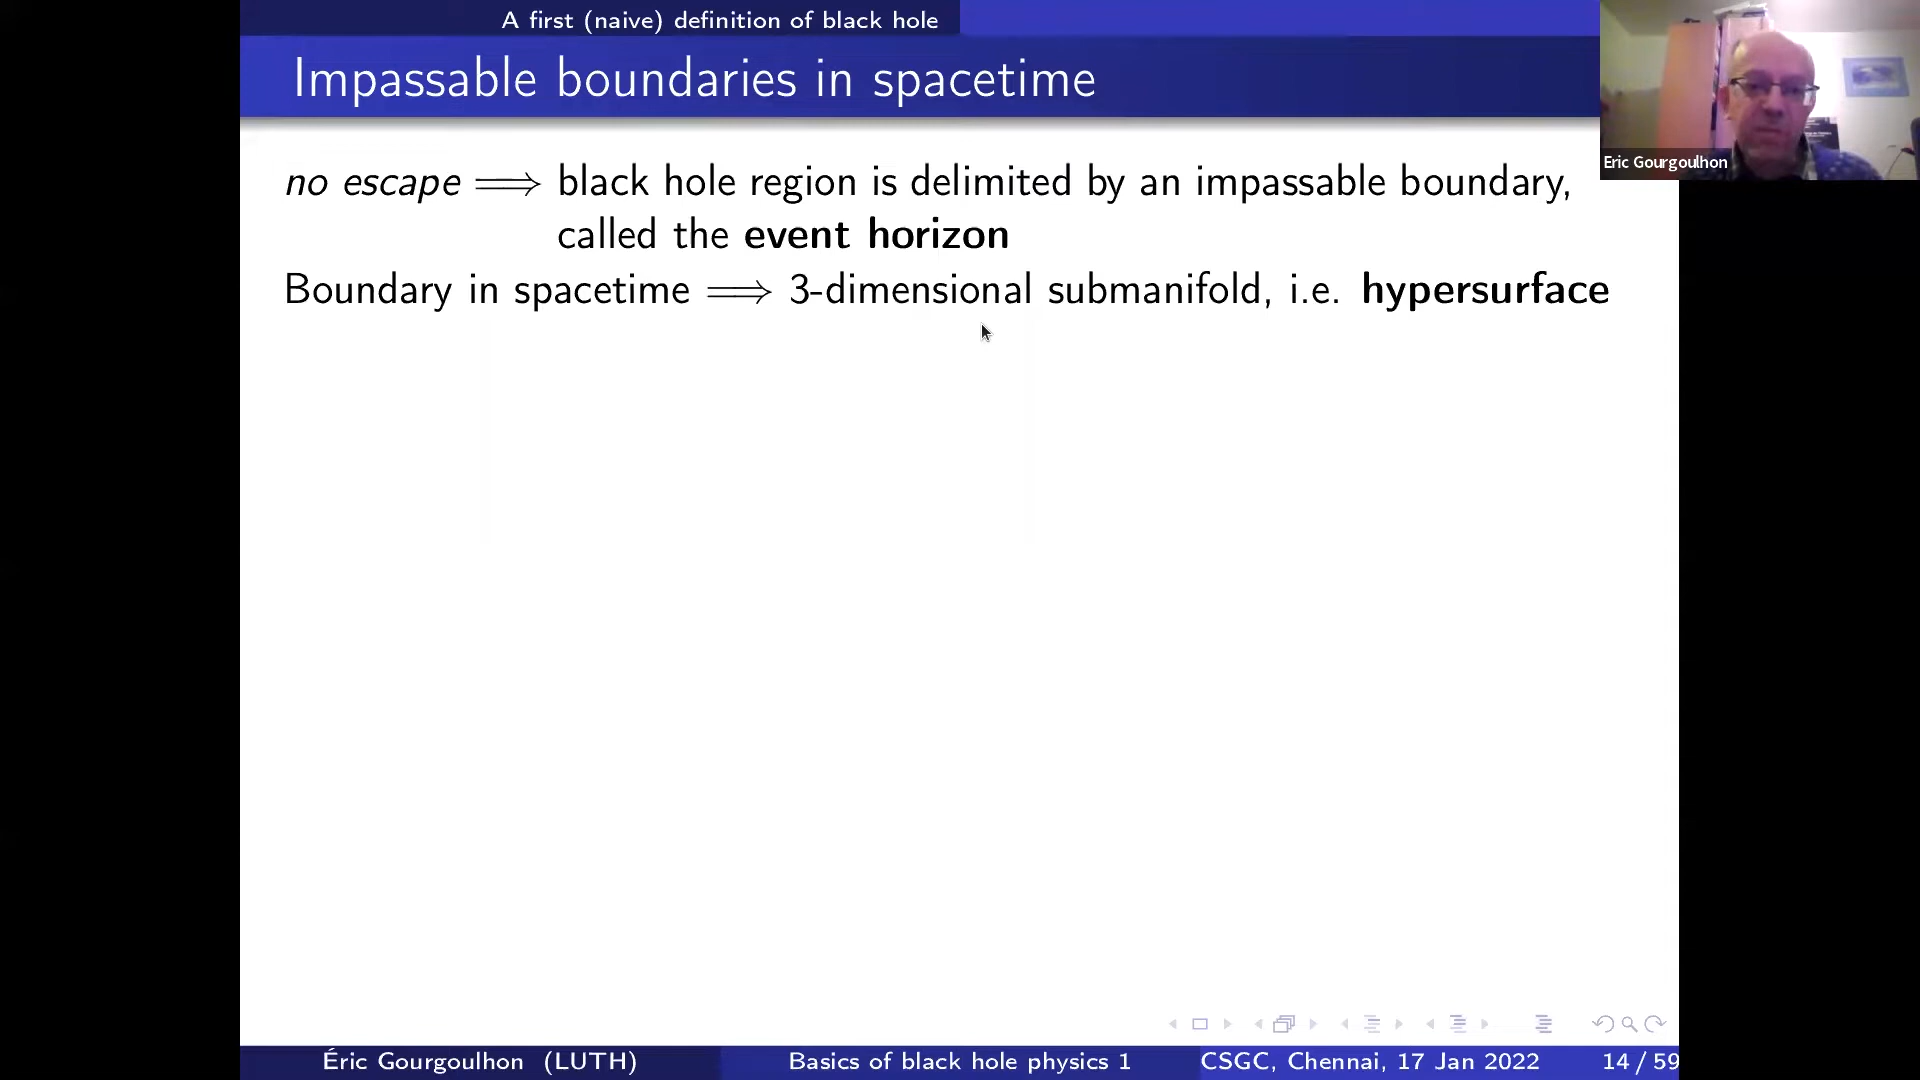 A first (naive) definition of black hole
Impassable boundaries in spacetime
no escape ⟹ black hole region is delimited by an impassable boundary,
called the event horizon
Boundary in spacetime ⟹ 3-dimensional submanifold, i.e. hypersurface
Eric Gourgoulhon
Éric Gourgoulhon (LUTH) Basics of black hole physics 1 CSGC, Chennai, 17 Jan 2022 14 / 59